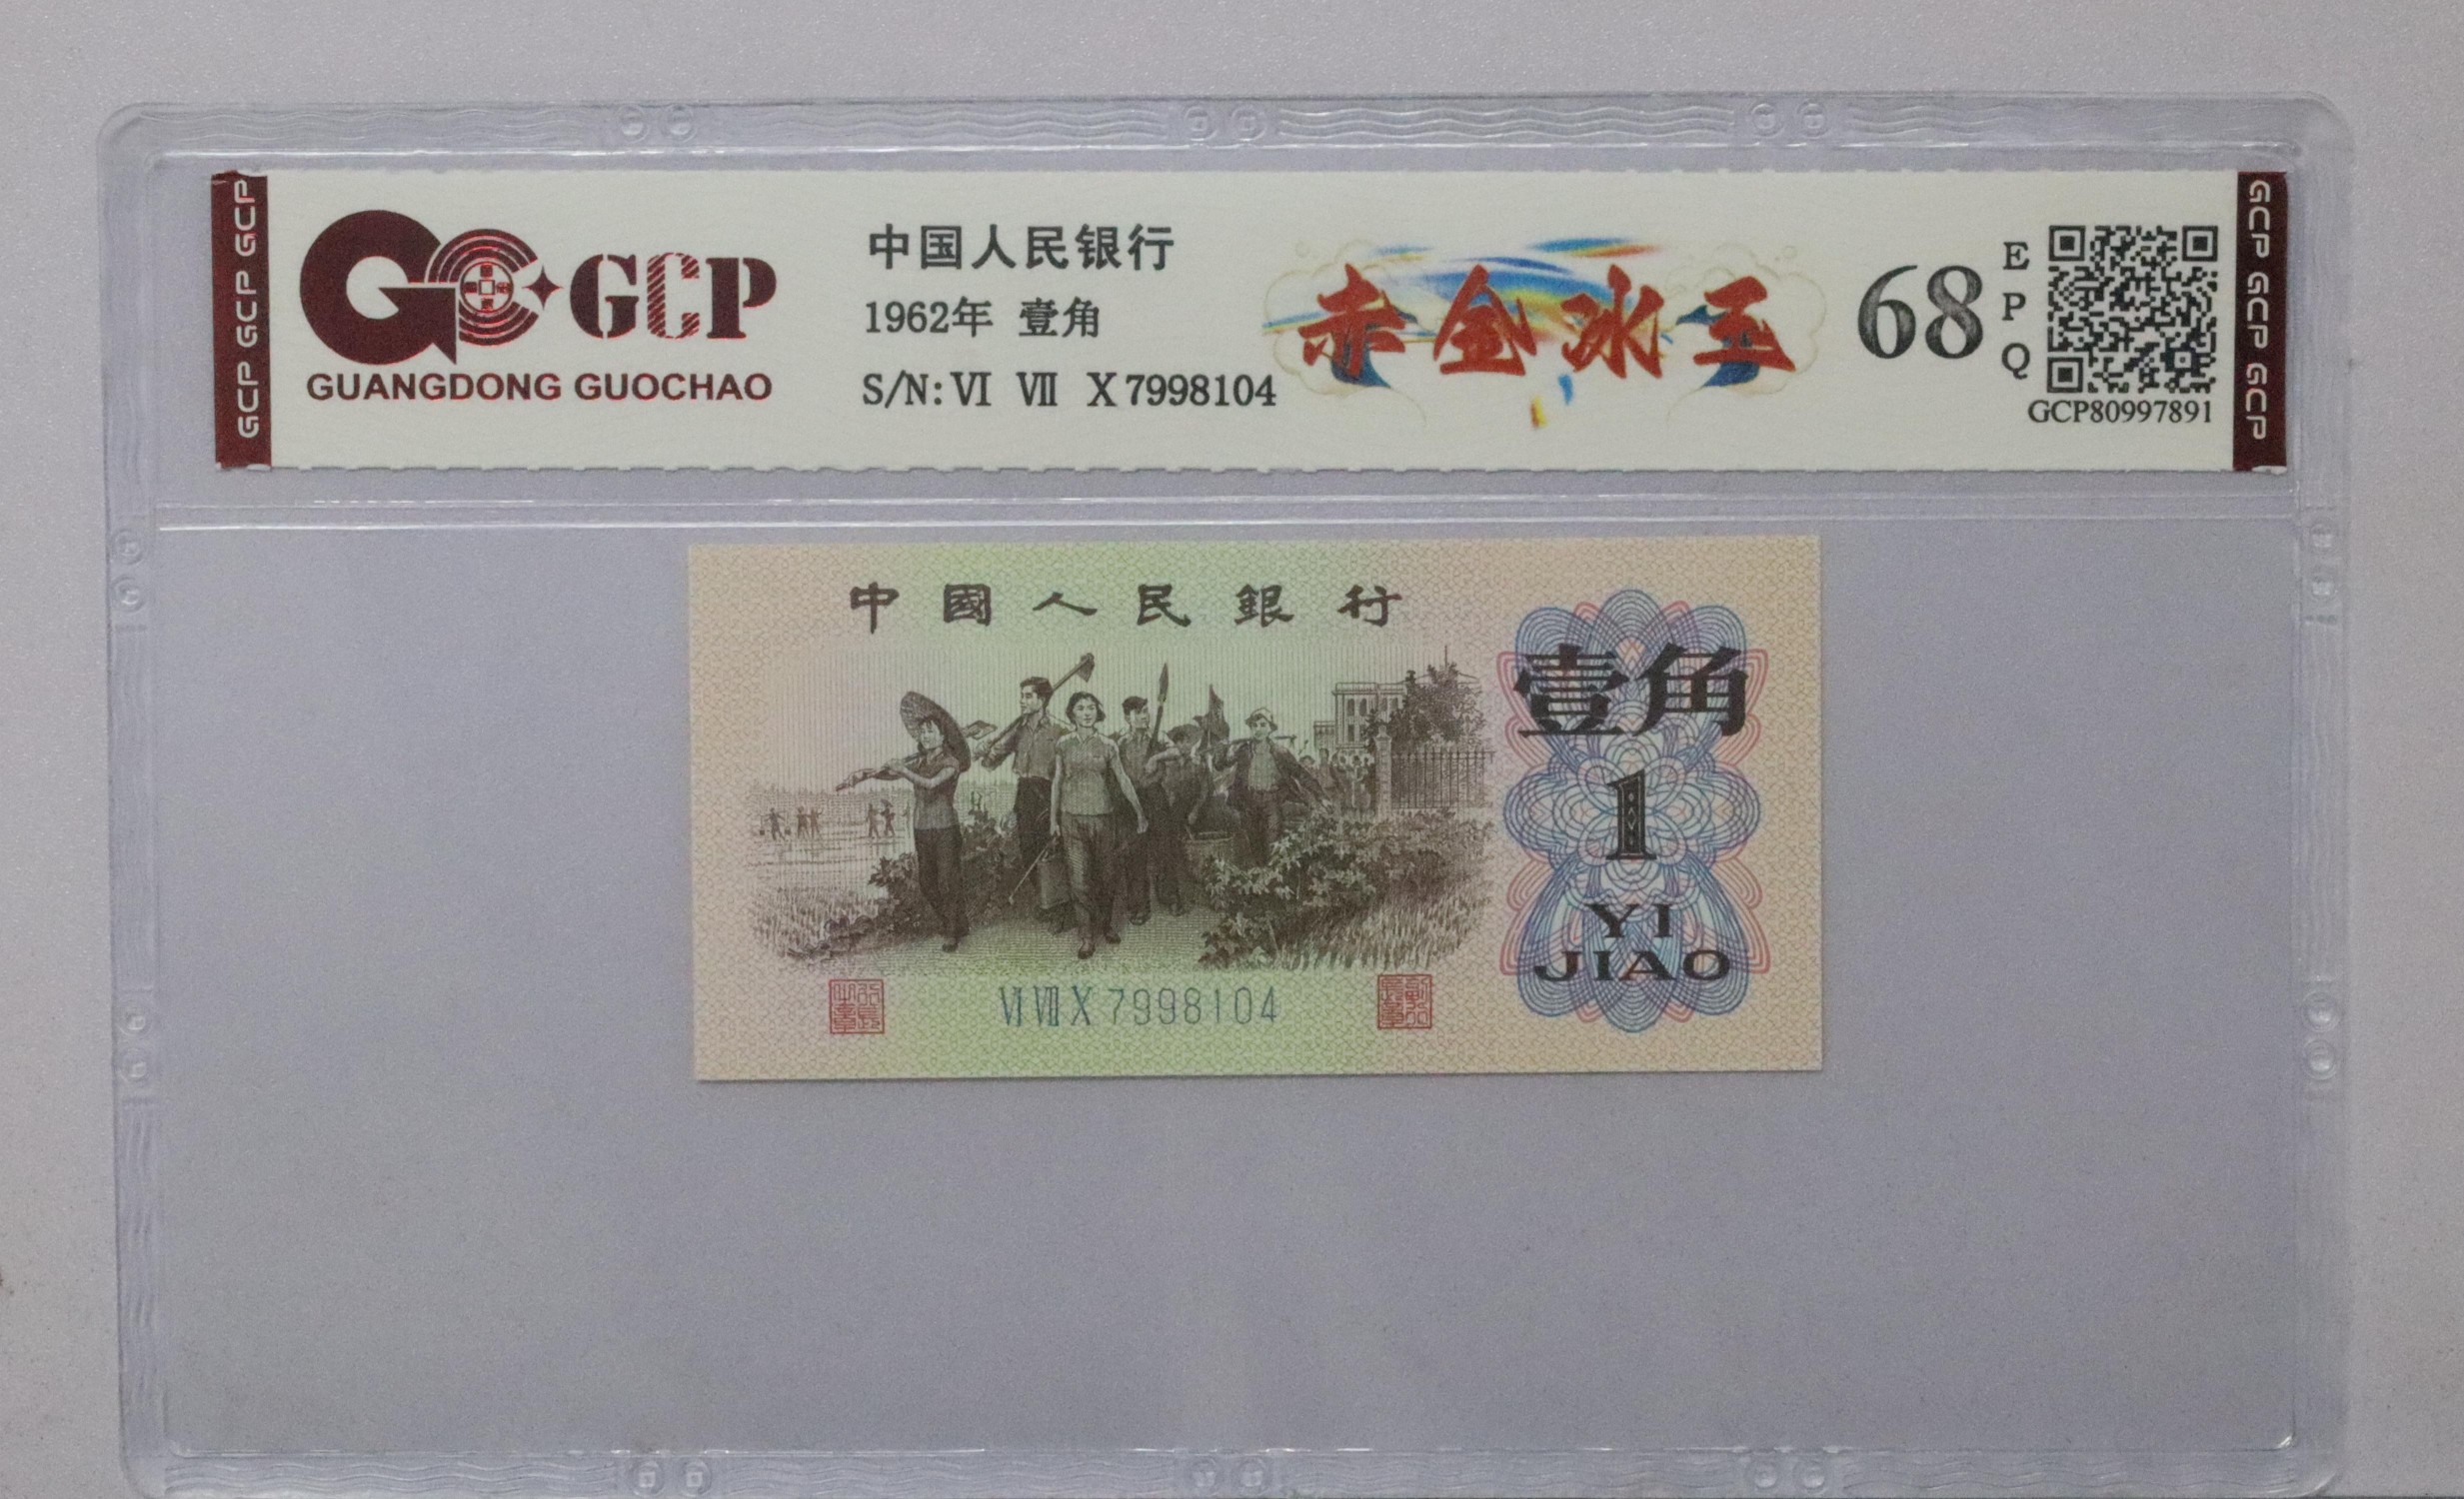 GCP GCP GCP
GCP
GUANGDONG GUOCHAO
中国人民银行
1962年 壹角
S/N: VI VII X 7998104
赤金冰玉
68
E
P
Q
GCP80997891
GCP GCP GCP
中國人民銀行
壹角
1
YI
JIAO
VI VII X 7998104